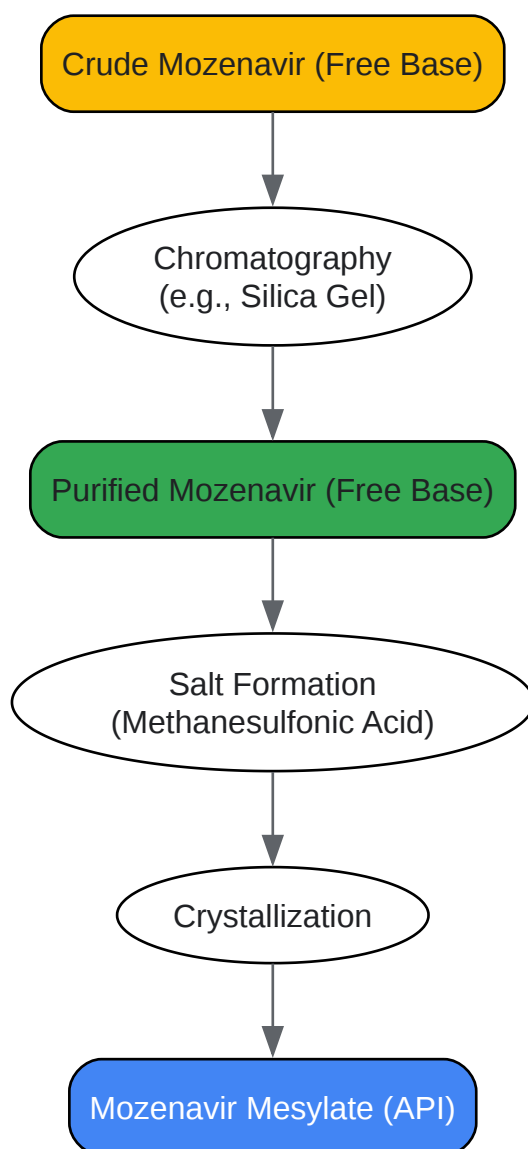 Crude Mozenavir (Free Base)
Chromatography
(e.g., Silica Gel)
Purified Mozenavir (Free Base)
Salt Formation
(Methanesulfonic Acid)
Crystallization
Mozenavir Mesylate (API)